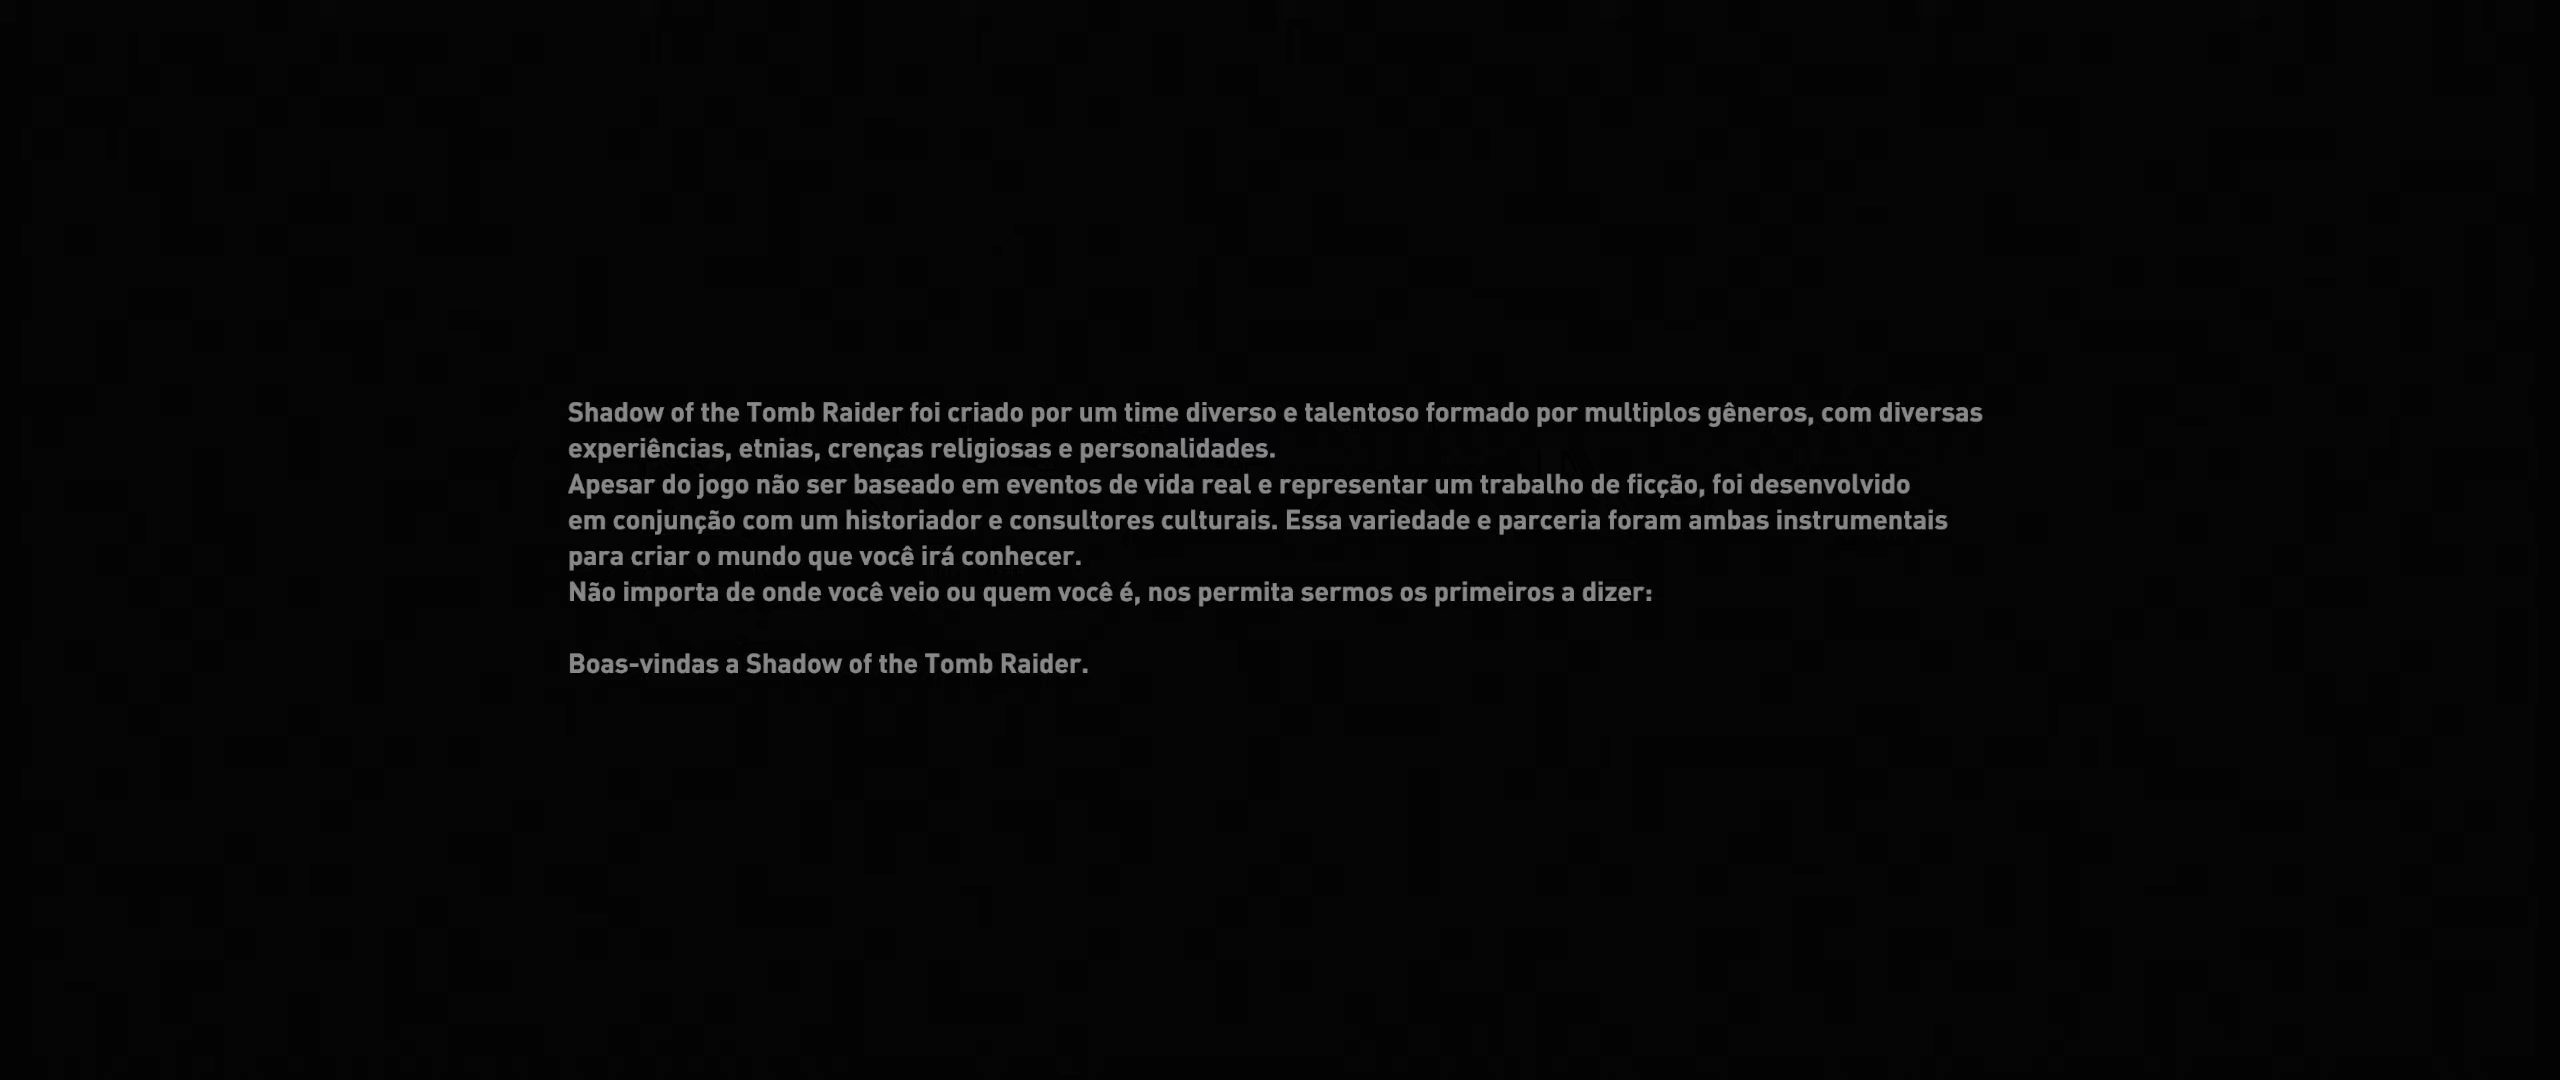 Shadow of the Tomb Raider foi criado por um time diverso e talentoso formado por multiplos gêneros, com diversas
experiências, etnias, crenças religiosas e personalidades.
Apesar do jogo não ser baseado em eventos de vida real e representar um trabalho de ficção, foi desenvolvido
em conjunção com um historiador e consultores culturais. Essa variedade e parceria foram ambas instrumentais
para criar o mundo que você irá conhecer.
Não importa de onde você veio ou quem você é, nos permita sermos os primeiros a dizer:
Boas-vindas a Shadow of the Tomb Raider.